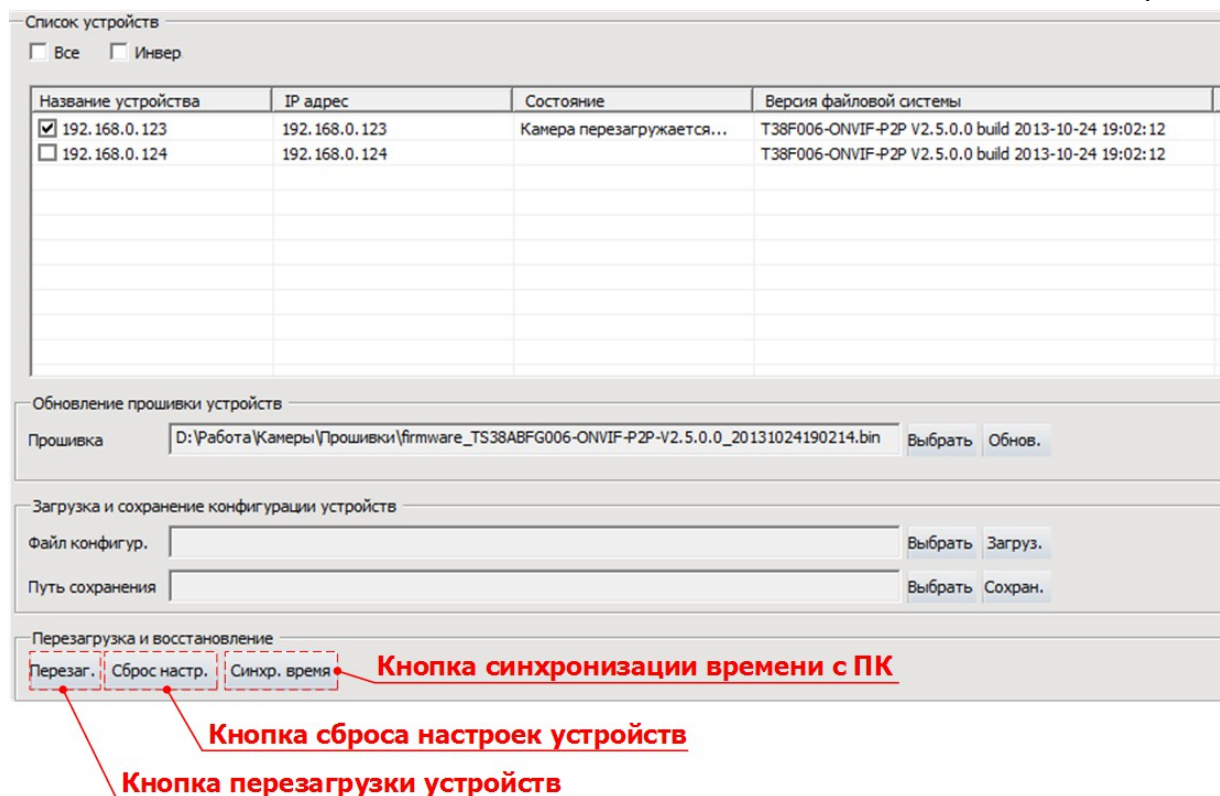 Список устройств
Все Инвер
Название устройства IP адрес Состояние Версия файловой системы
192.168.0.123 192.168.0.123 Камера перезагружается... T38F006-ONVIF-P2P V2.5.0.0 build 2013-10-24 19:02:12
192.168.0.124 192.168.0.124 T38F006-ONVIF-P2P V2.5.0.0 build 2013-10-24 19:02:12
Обновление прошивки устройств
Прошивка D:\Работа\Камеры\Прошивки\firmware_TS38ABFG006-ONVIF-P2P-V2.5.0.0_20131024190214.bin Выбрать Обнов.
Загрузка и сохранение конфигурации устройств
Файл конфигур. Выбрать Загруз.
Путь сохранения Выбрать Сохран.
Перезагрузка и восстановление
Перезаг. Сброс настр. Синхр. время Кнопка синхронизации времени с ПК
Кнопка сброса настроек устройств
Кнопка перезагрузки устройств